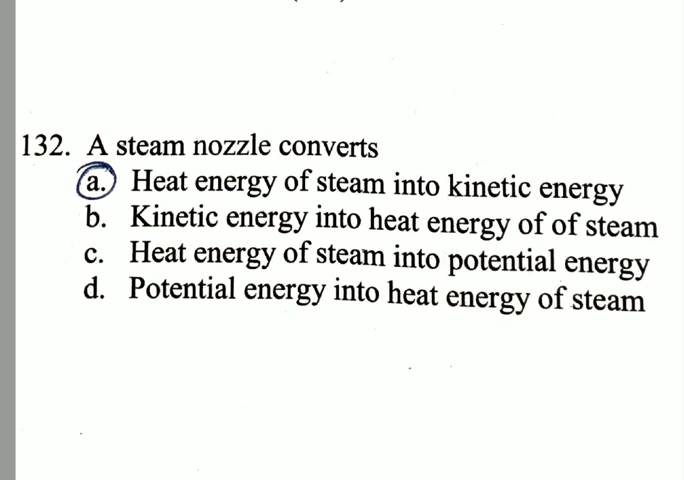 132. A steam nozzle converts
a. Heat energy of steam into kinetic energy
b. Kinetic energy into heat energy of of steam
c. Heat energy of steam into potential energy
d. Potential energy into heat energy of steam